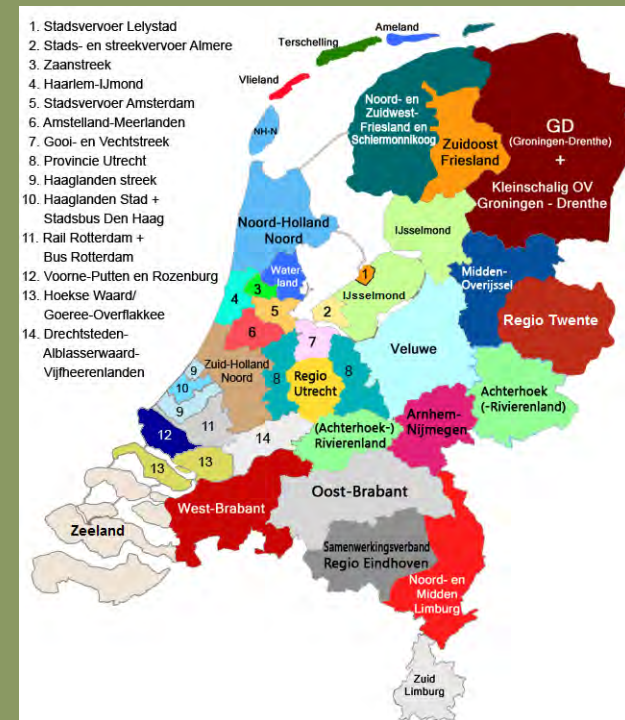 1. Stadsvervoer Lelystad
2. Stads- en streekvervoer Almere
3. Zaanstreek
4. Haarlem-IJmond
5. Stadsvervoer Amsterdam
6. Amstelland-Meerlanden
7. Gooi- en Vechtstreek
8. Provincie Utrecht
9. Haaglanden streek
10. Haaglanden Stad +
Stadsbus Den Haag
11. Rail Rotterdam +
Bus Rotterdam
12. Voorne-Putten en Rozenburg
13. Hoekse Waard/
Goeree-Overflakkee
14. Drechtsteden-
Alblasserwaard-
Vijfheerenlanden
Ameland
Terschelling
Vlieland
NH-N
Noord- en
Zuidwest-
Friesland en
Schiermonnikoog
Zuidoost
Friesland
GD
(Groningen-Drenthe)
+
Kleinschalig OV
Groningen - Drenthe
Noord-Holland
Noord
IJsselmond
Water-
land
1
Midden-
Overijssel
IJsselmond
4
3
2
5
Regio Twente
6
7
Veluwe
Zuid-Holland
Noord
9
8
Regio
Utrecht
8
10
9
Achterhoek
(-Rivierenland)
11
12
14
(Achterhoek-)
Rivierenland
Arnhem-
Nijmegen
13
13
Oost-Brabant
West-Brabant
Zeeland
Samenwerkingsverband
Regio Eindhoven
Noord- en
Midden
Limburg
Zuid
Limburg